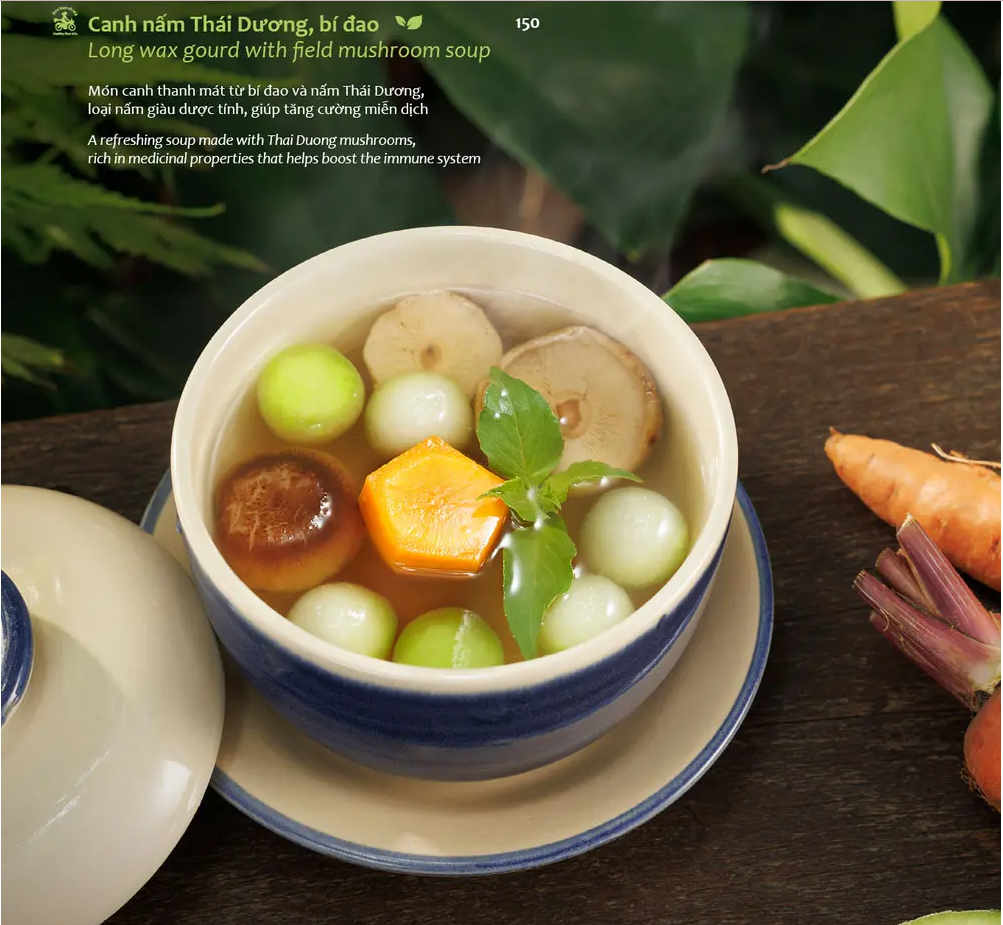 Canh nấm Thái Dương, bí đao
150
Long wax gourd with field mushroom soup
Món canh thanh mát từ bí đao và nấm Thái Dương,
loại nấm giàu dược tính, giúp tăng cường miễn dịch
A refreshing soup made with Thai Duong mushrooms,
rich in medicinal properties that helps boost the immune system